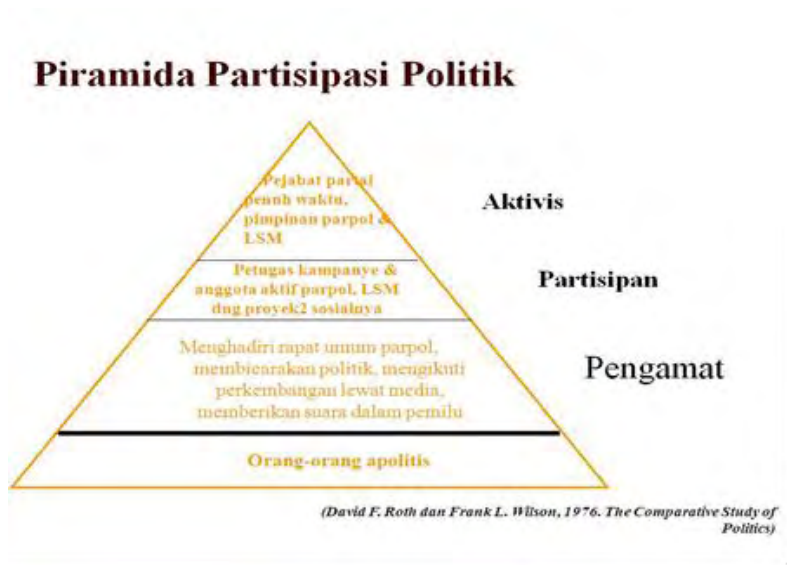 Piramida Partisipasi Politik
Pejabat partai
penuh waktu,
pimpinan parpol &
LSM
Aktivis
Petugas kampanye &
anggota aktif parpol, LSM
dng proyek2 sosialnya
Partisipan
Menghadiri rapat umum parpol,
membicarakan politik, mengikuti
perkembangan lewat media,
memberikan suara dalam pemilu
Pengamat
Orang-orang apolitis
(David F. Roth dan Frank L. Wilson, 1976. The Comparative Study of
Politics)